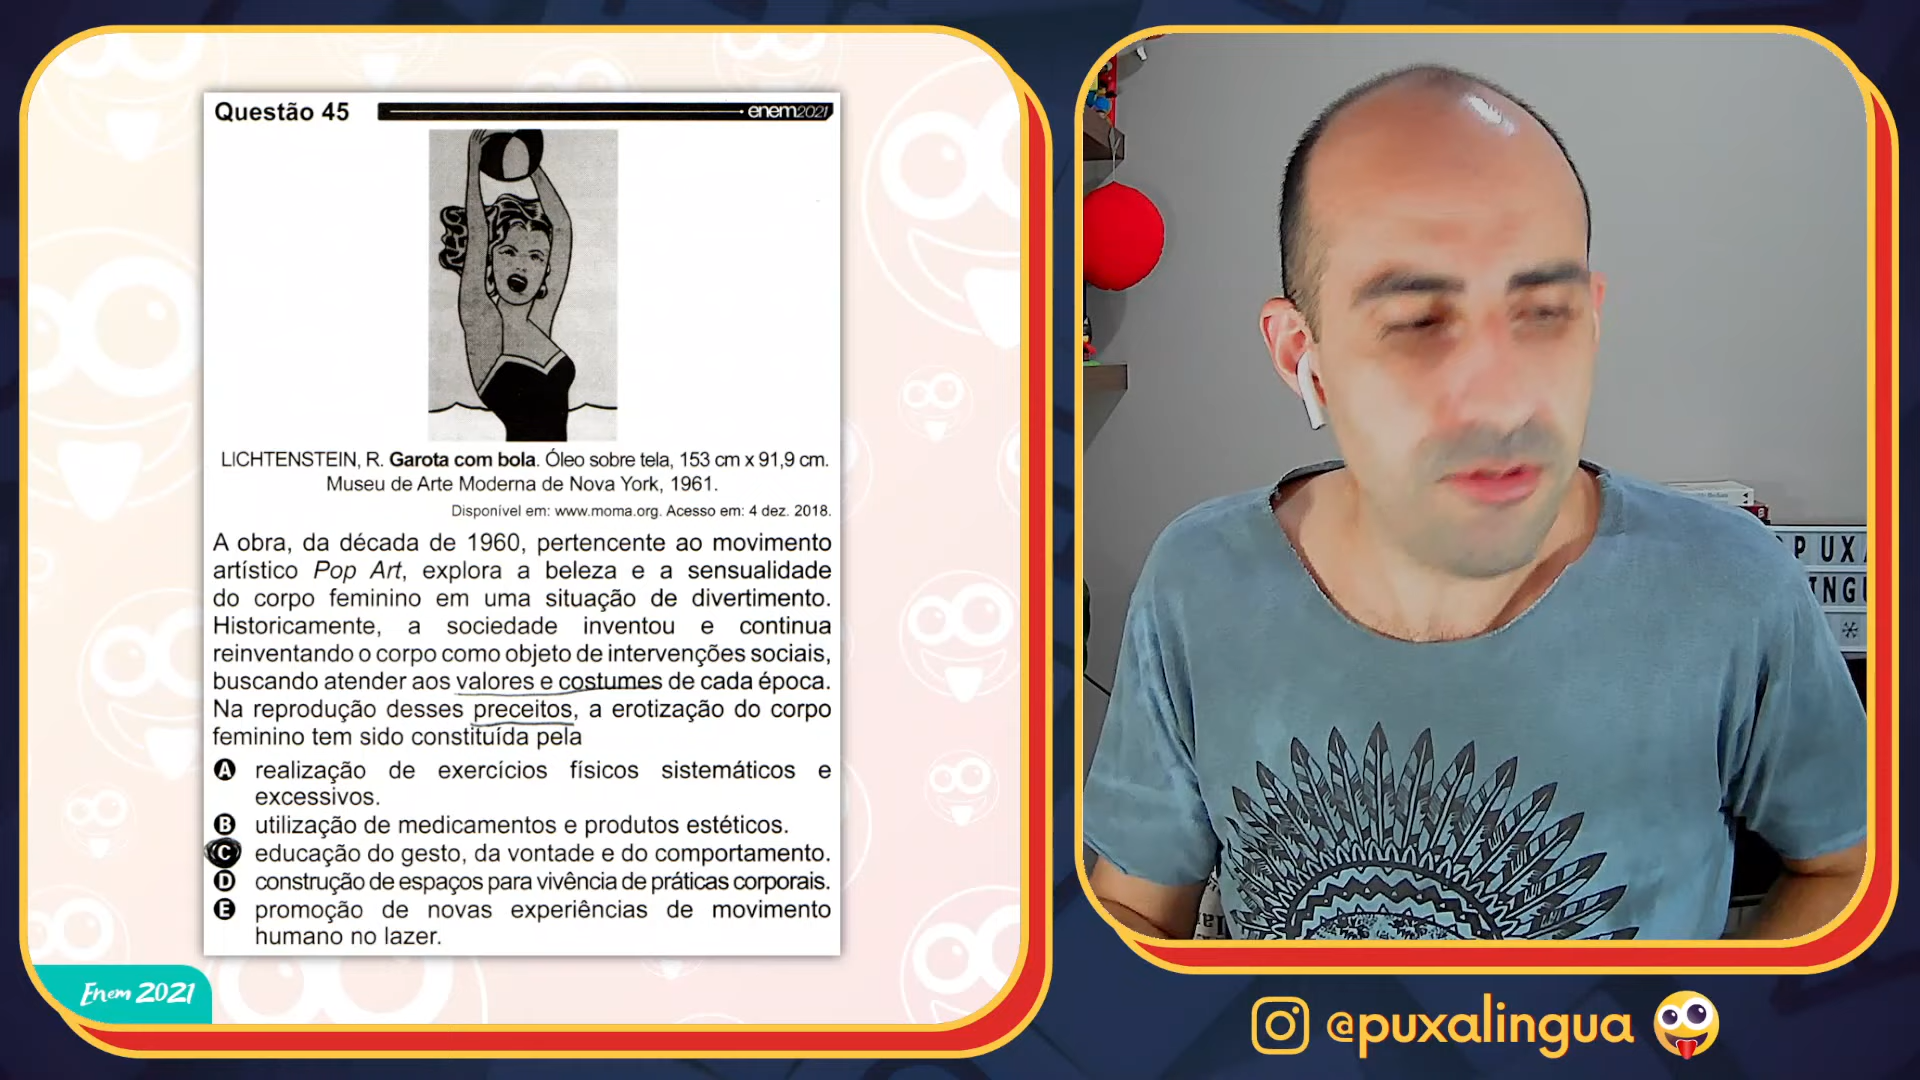 Questão 45
enem2021
LICHTENSTEIN, R. Garota com bola. Óleo sobre tela, 153 cm x 91,9 cm.
Museu de Arte Moderna de Nova York, 1961.
Disponível em: www.moma.org. Acesso em: 4 dez. 2018.
A obra, da década de 1960, pertencente ao movimento
artístico Pop Art, explora a beleza e a sensualidade
do corpo feminino em uma situação de divertimento.
Historicamente, a sociedade inventou e continua
reinventando o corpo como objeto de intervenções sociais,
buscando atender aos valores e costumes de cada época.
Na reprodução desses preceitos, a erotização do corpo
feminino tem sido constituída pela
A realização de exercícios físicos sistemáticos e
excessivos.
B utilização de medicamentos e produtos estéticos.
C educação do gesto, da vontade e do comportamento.
D construção de espaços para vivência de práticas corporais.
E promoção de novas experiências de movimento
humano no lazer.
Enem 2021
PUXA
INGU
@puxalingua